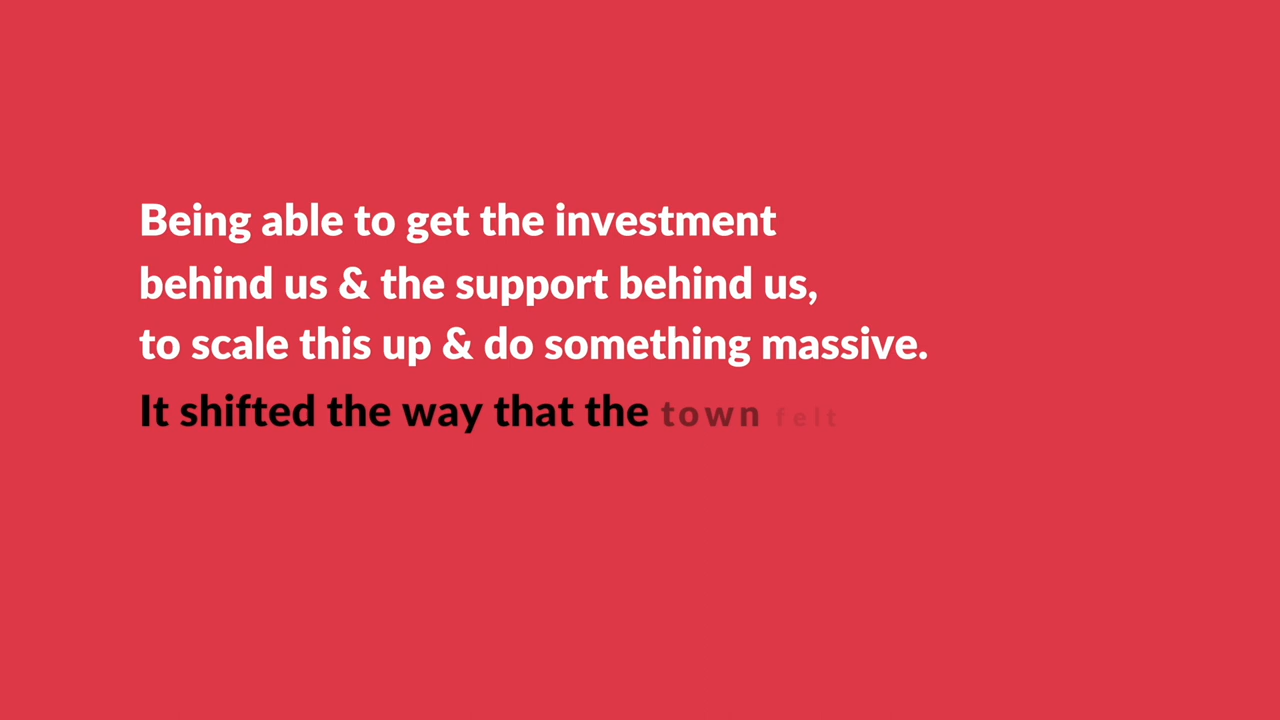 Being able to get the investment
behind us & the support behind us,
to scale this up & do something massive.
It shifted the way that the town felt